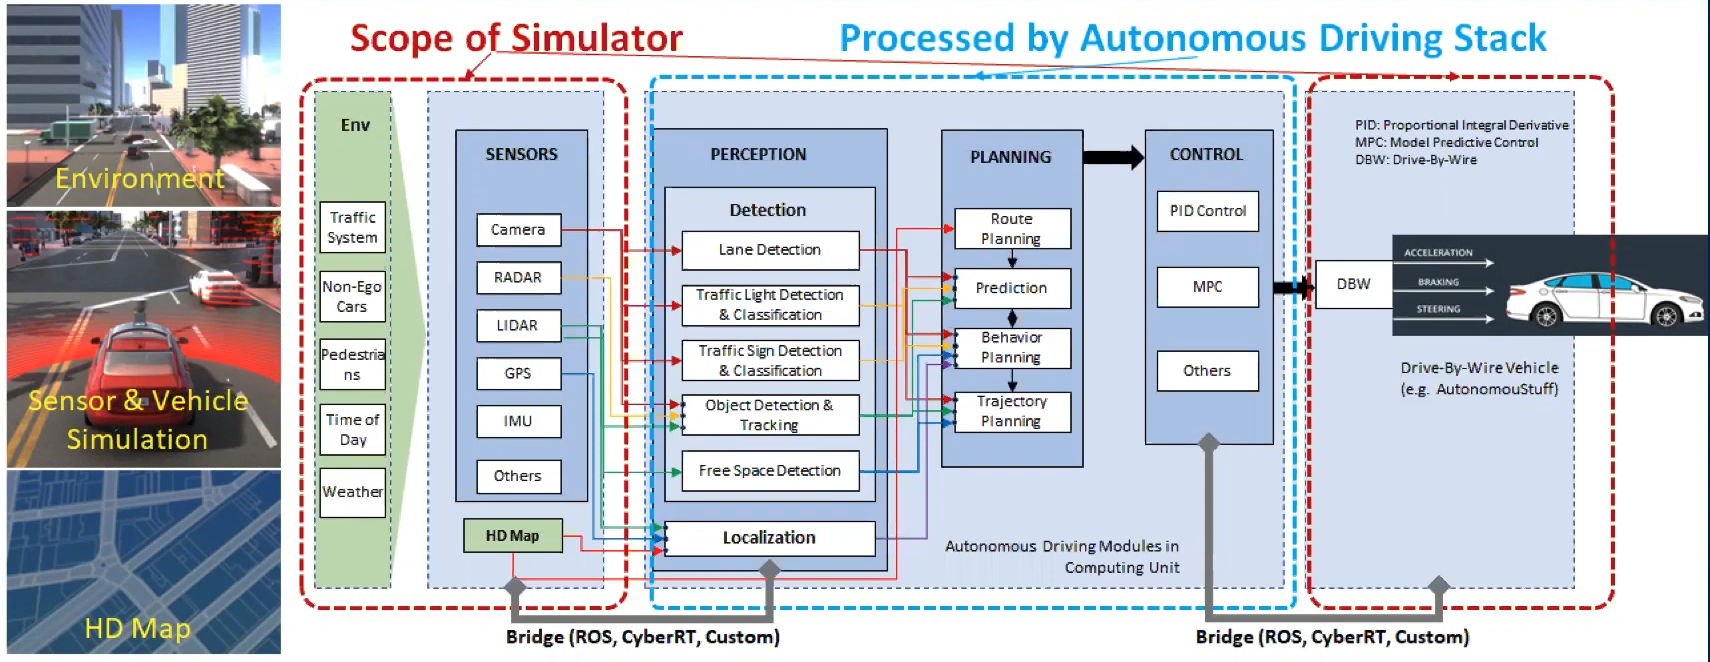 Scope of Simulator
Processed by Autonomous Driving Stack
Environment
Sensor & Vehicle
Simulation
HD Map
Env
Traffic
System
Non-Ego
Cars
Pedestria
ns
Time of
Day
Weather
SENSORS
Camera
RADAR
LIDAR
GPS
IMU
Others
HD Map
PERCEPTION
Detection
Lane Detection
Traffic Light Detection
& Classification
Traffic Sign Detection
& Classification
Object Detection &
Tracking
Free Space Detection
Localization
PLANNING
Route
Planning
Prediction
Behavior
Planning
Trajectory
Planning
CONTROL
PID Control
MPC
Others
Autonomous Driving Modules in
Computing Unit
PID: Proportional Integral Derivative
MPC: Model Predictive Control
DBW: Drive-By-Wire
DBW
ACCELERATION
BRAKING
STEERING
Drive-By-Wire Vehicle
(e.g. AutonomouStuff)
Bridge (ROS, CyberRT, Custom)
Bridge (ROS, CyberRT, Custom)